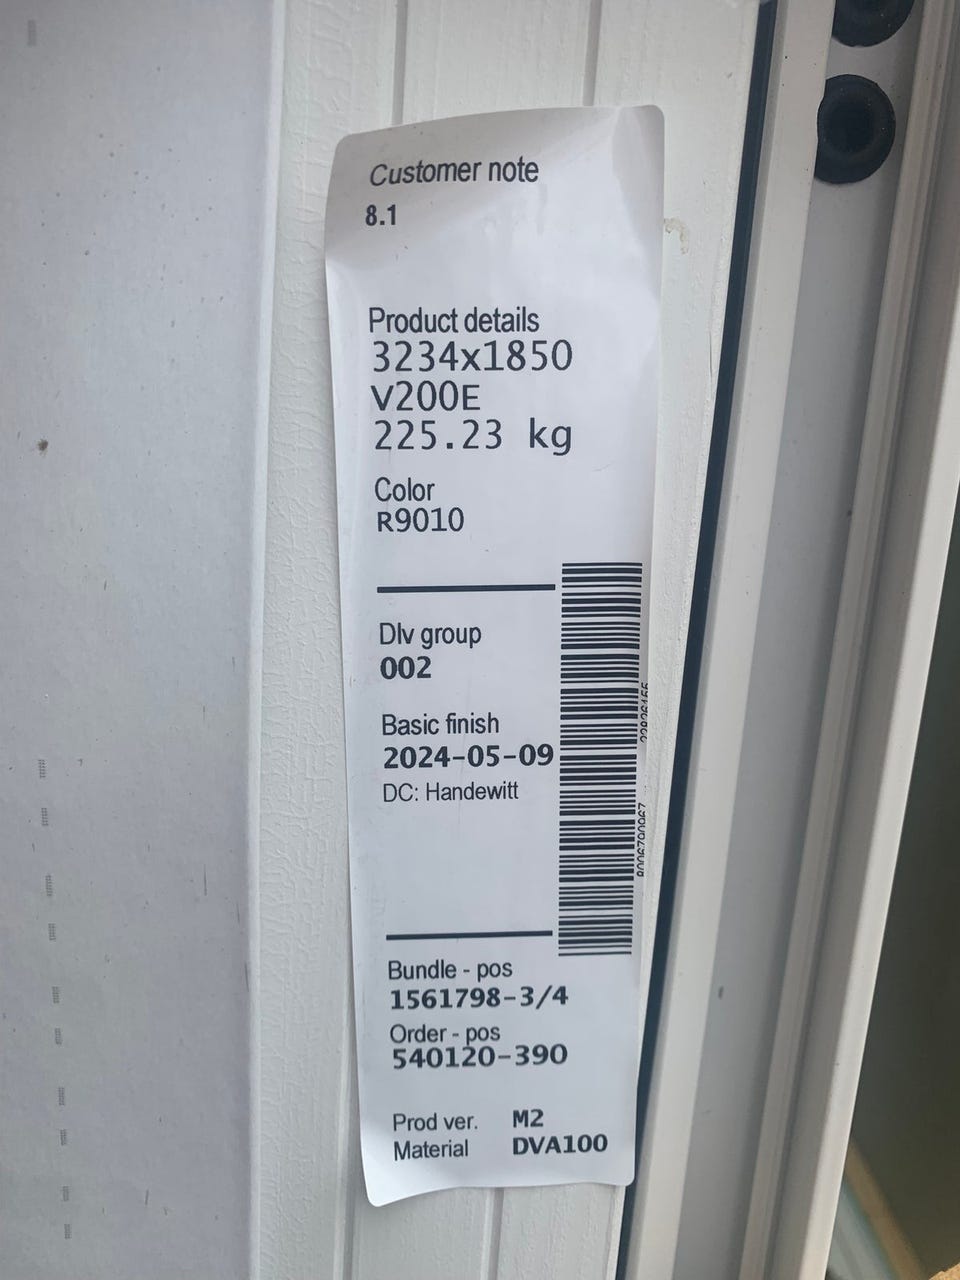 Customer note
8.1
Product details
3234x1850
V200E
225.23 kg
Color
R9010
Dlv group
002
Basic finish
2024-05-09
DC: Handewitt
Bundle - pos
1561798-3/4
Order - pos
540120-390
Prod ver. M2
Material DVA100